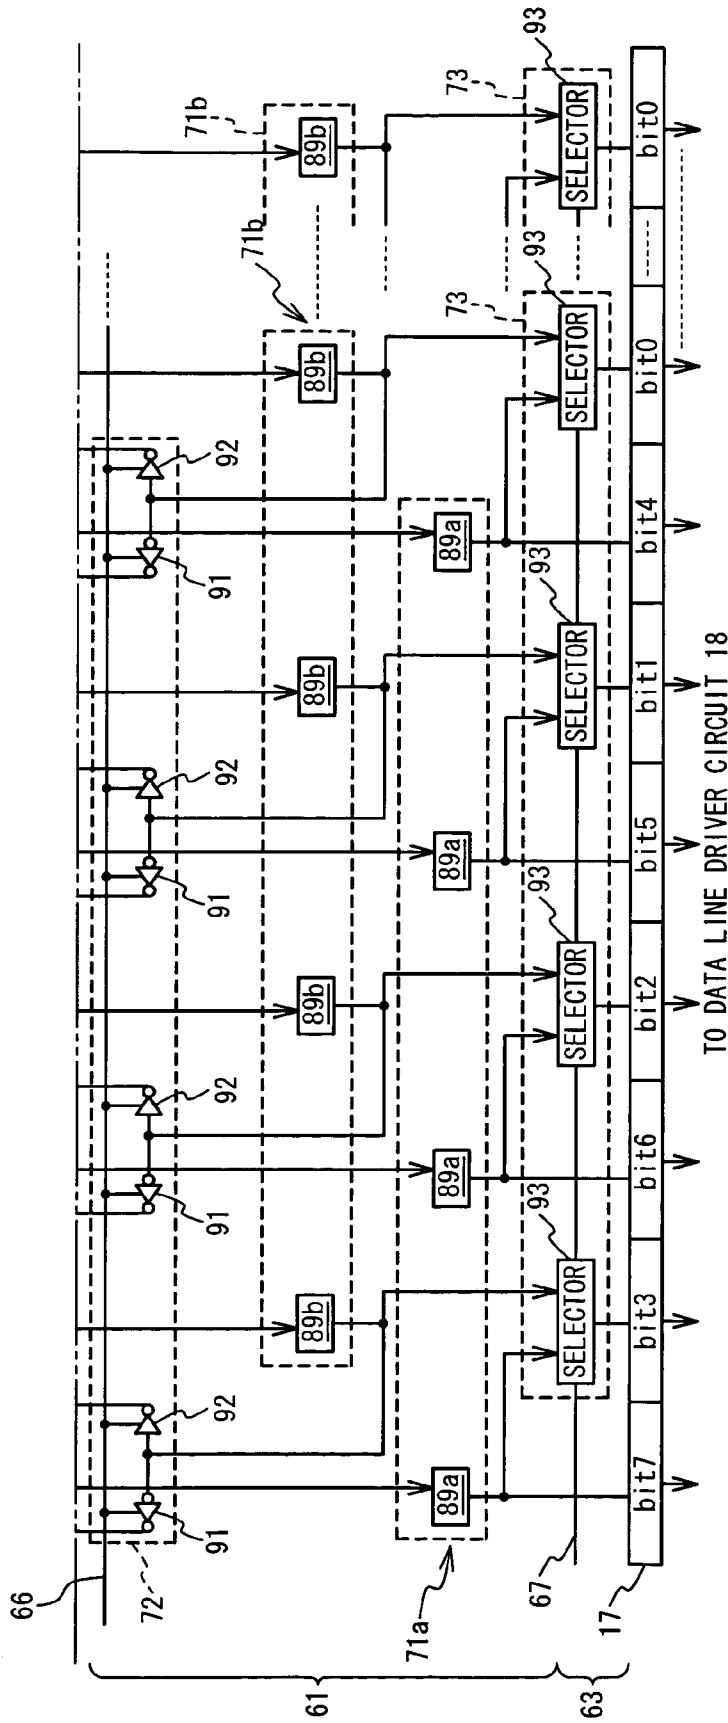 66
72
91
92
91
92
91
92
91
92
61
89b
89b
89b
89b
71b
89b
71b
71a
89a
89a
89a
89a
63
67
SELECTOR
93
SELECTOR
93
SELECTOR
93
SELECTOR
93
73
SELECTOR
93
73
17
bit7
bit3
bit6
bit2
bit5
bit1
bit4
bit0
bit0
TO DATA LINE DRIVER CIRCUIT 18